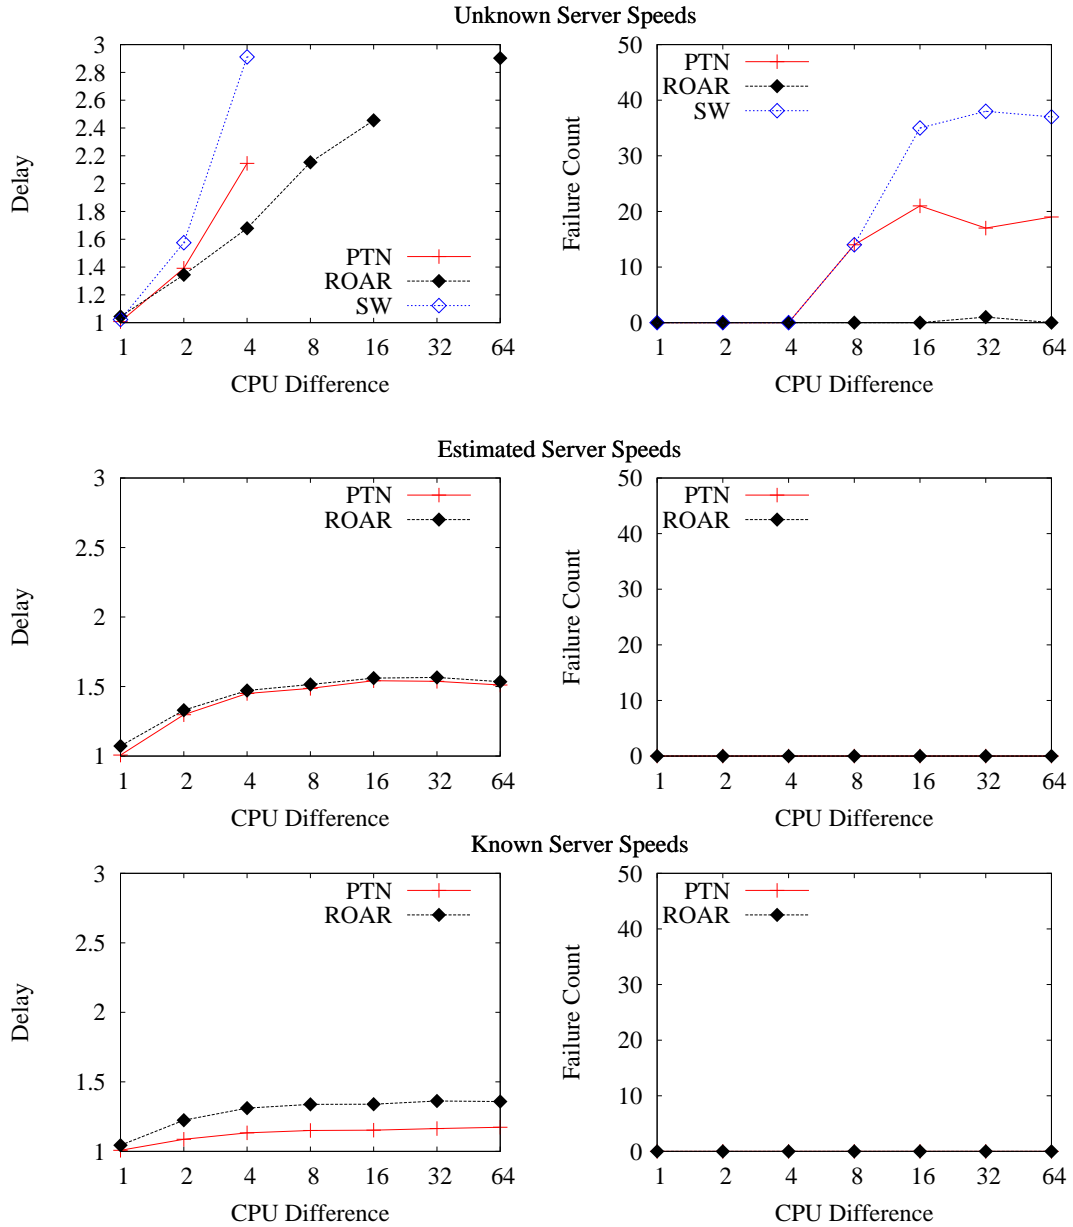 Unknown Server Speeds
3
2.8
2.6
2.4
2.2
2
1.8
1.6
1.4
1.2
1
Delay
PTN
ROAR
SW
1 2 4 8 16 32 64
CPU Difference
50
40
30
20
10
0
Failure Count
PTN
ROAR
SW
1 2 4 8 16 32 64
CPU Difference
Estimated Server Speeds
3
2.5
2
1.5
1
Delay
PTN
ROAR
1 2 4 8 16 32 64
CPU Difference
50
40
30
20
10
0
Failure Count
PTN
ROAR
1 2 4 8 16 32 64
CPU Difference
Known Server Speeds
3
2.5
2
1.5
1
Delay
PTN
ROAR
1 2 4 8 16 32 64
CPU Difference
50
40
30
20
10
0
Failure Count
PTN
ROAR
1 2 4 8 16 32 64
CPU Difference